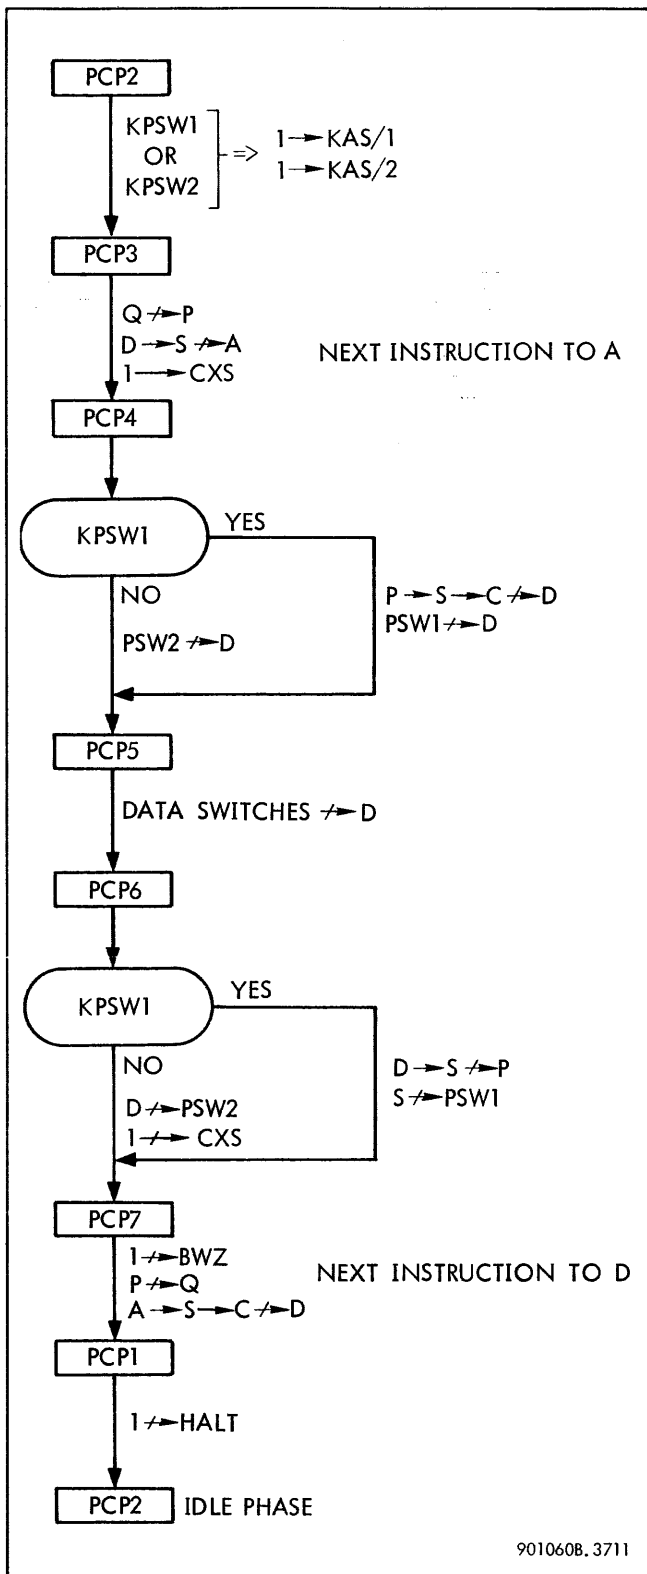 PCP2
KPSW1
OR
KPSW2
=> 1→KAS/1
1→KAS/2
PCP3
Q ↛ P
D → S ↛ A
1 → CXS
NEXT INSTRUCTION TO A
PCP4
KPSW1
YES
NO
P → S → C ↛ D
PSW1 ↛ D
PSW2 ↛ D
PCP5
DATA SWITCHES ↛ D
PCP6
KPSW1
YES
NO
D → S ↛ P
S ↛ PSW1
D ↛ PSW2
1 ↛ CXS
PCP7
1 ↛ BWZ
P ↛ Q
A → S → C ↛ D
NEXT INSTRUCTION TO D
PCP1
1 ↛ HALT
PCP2 IDLE PHASE
901060B.3711